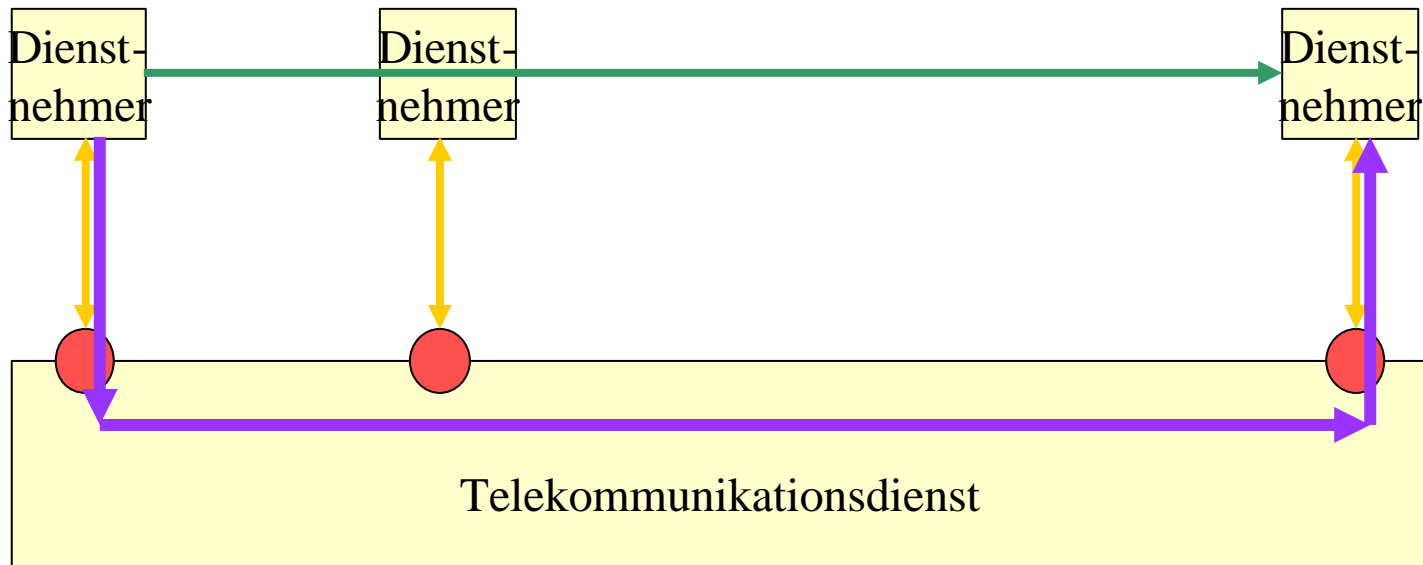 Dienst-
nehmer
Dienst-
nehmer
Dienst-
nehmer
Telekommunikationsdienst